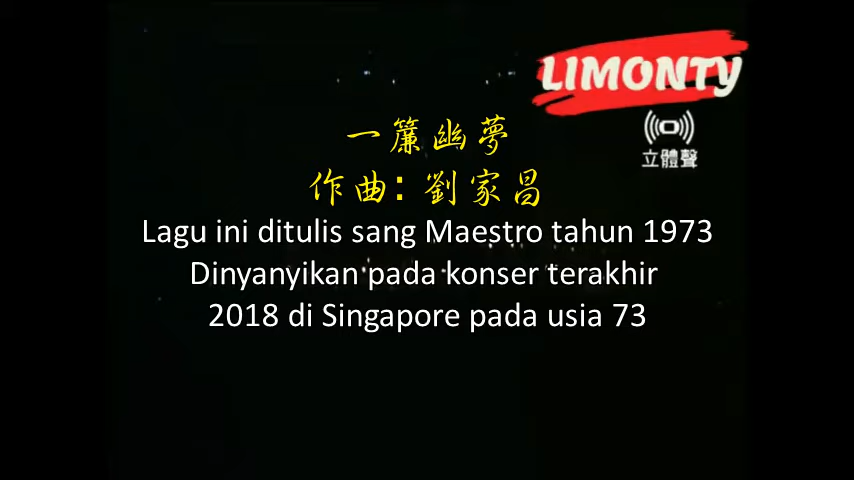 LIMONTY
立體聲
一簾幽夢
作曲: 劉家昌
Lagu ini ditulis sang Maestro tahun 1973
Dinyanyikan pada konser terakhir
2018 di Singapore pada usia 73